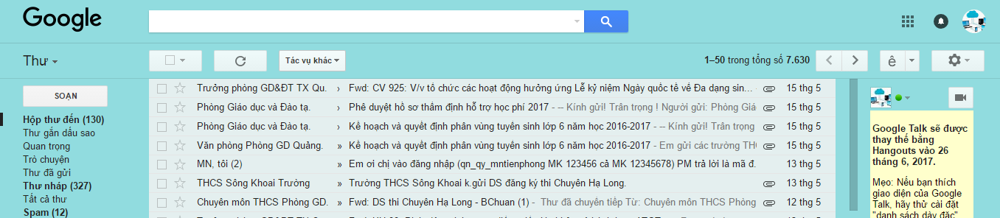 Google
Thư
Tác vụ khác
1–50 trong tổng số 7.630
ê
SOẠN
Hộp thư đến (130)
Thư gắn dấu sao
Quan trọng
Trò chuyện
Thư đã gửi
Thư nháp (327)
Tất cả thư
Spam (12)
Trưởng phòng GD&ĐT TX Qu. › Fwd: CV 925: V/v tổ chức các hoạt động hưởng ứng Lễ kỷ niệm Ngày quốc tế về Đa dạng sin... - 15 thg 5
Phòng Giáo dục và Đào tạ. › Phê duyệt hồ sơ thẩm định hỗ trợ học phí 2017 - -- Kính gửi! Trân trọng ! Người gửi: Phòng Giá 15 thg 5
Phòng Giáo dục và Đào tạ. » Kế hoạch và quyết định phân vùng tuyển sinh lớp 6 năm học 2016-2017 - -- Kính gửi! Trân trọng 15 thg 5
Văn phòng Phòng GD Quảng. » Kế hoạch và quyết định phân vùng tuyển sinh lớp 6 năm học 2016-2017 - Em gửi các trường TH 15 thg 5
MN, tôi (2) » Em ơi chị vào đăng nhập (qn_qy_mntienphong MK 123456 cả MK 12345678) PM trả lời là mã đ. 13 thg 5
THCS Sông Khoai Trường » Trường THCS Sông Khoai k.gửi DS đăng ký thi Chuyên Hạ Long. 13 thg 5
Chuyên môn THCS Phòng GD. » Fwd: DS thi Chuyên Hạ Long - BChuan (1) - Thư đã chuyển tiếp Từ: Chuyên môn THCS Phòng 12 thg 5
Google Talk sẽ được
thay thế bằng
Hangouts vào 26
tháng 6, 2017.
Mẹo: Nếu bạn thích
giao diện của Google
Talk, hãy thử cài đặt
"danh sách dày đặc"